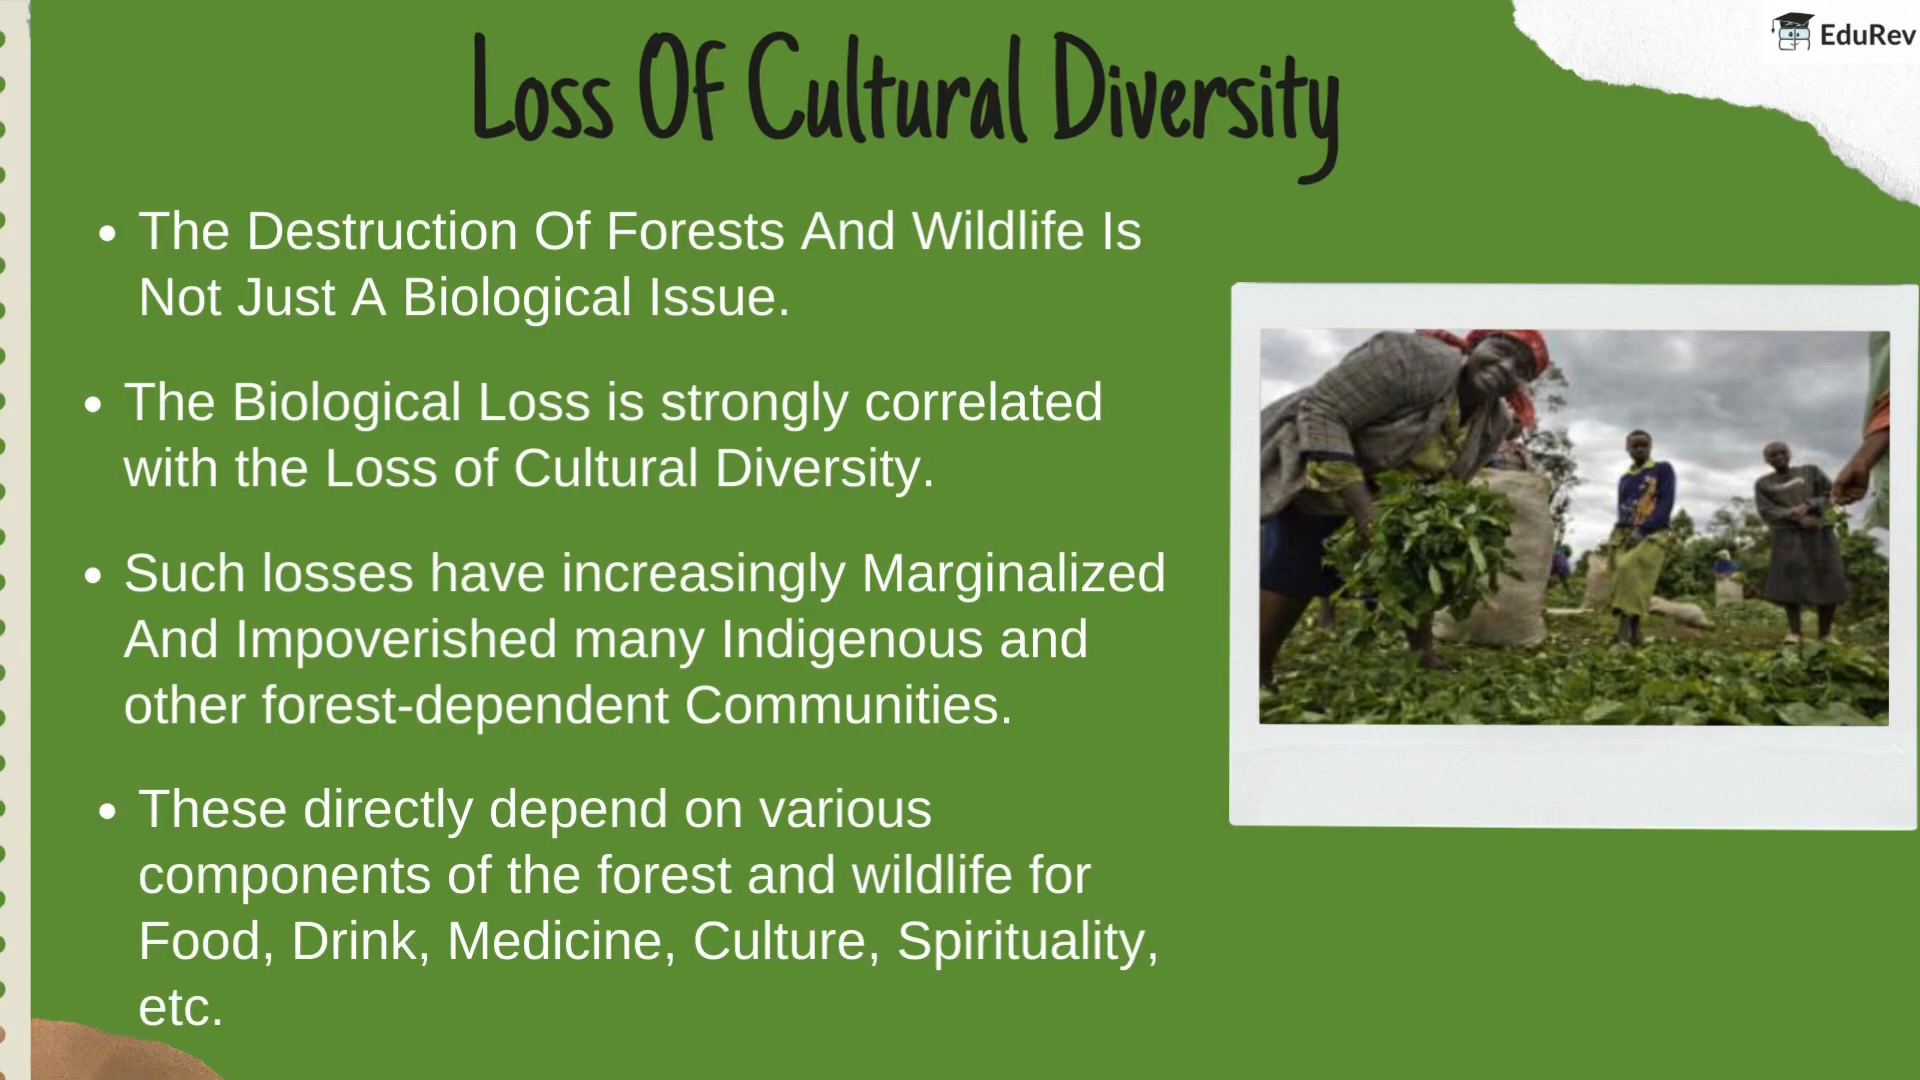 EduRev
Loss Of Cultural Diversity
• The Destruction Of Forests And Wildlife Is
Not Just A Biological Issue.
• The Biological Loss is strongly correlated
with the Loss of Cultural Diversity.
• Such losses have increasingly Marginalized
And Impoverished many Indigenous and
other forest-dependent Communities.
• These directly depend on various
components of the forest and wildlife for
Food, Drink, Medicine, Culture, Spirituality,
etc.